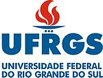 UFRGS
UNIVERSIDADE FEDERAL
DO RIO GRANDE DO SUL